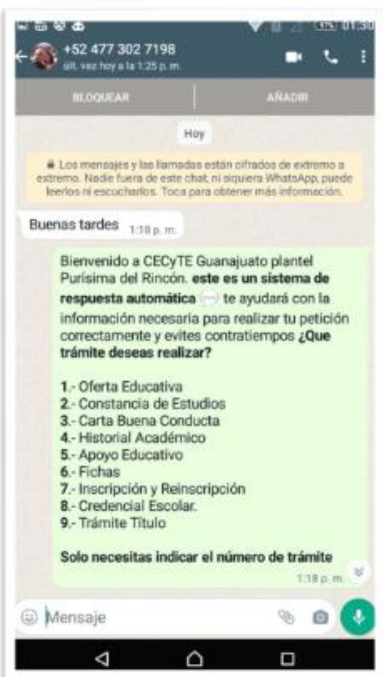 01:30
+52 477 302 7198
últ. vez hoy a la 1:25 p. m.
BLOQUEAR
AÑADIR
Hoy
Los mensajes y las llamadas están cifrados de extremo a
extremo. Nadie fuera de este chat, ni siquiera WhatsApp, puede
leerlos ni escucharlos. Toca para obtener más información.
Buenas tardes 1:18 p. m.
Bienvenido a CECyTE Guanajuato plantel
Purísima del Rincón. este es un sistema de
respuesta automática te ayudará con la
información necesaria para realizar tu petición
correctamente y evites contratiempos ¿Que
trámite deseas realizar?
1.- Oferta Educativa
2.- Constancia de Estudios
3.- Carta Buena Conducta
4.- Historial Académico
5.- Apoyo Educativo
6.- Fichas
7.- Inscripción y Reinscripción
8.- Credencial Escolar.
9.- Trámite Título
Solo necesitas indicar el número de trámite
1:18 p. m.
Mensaje